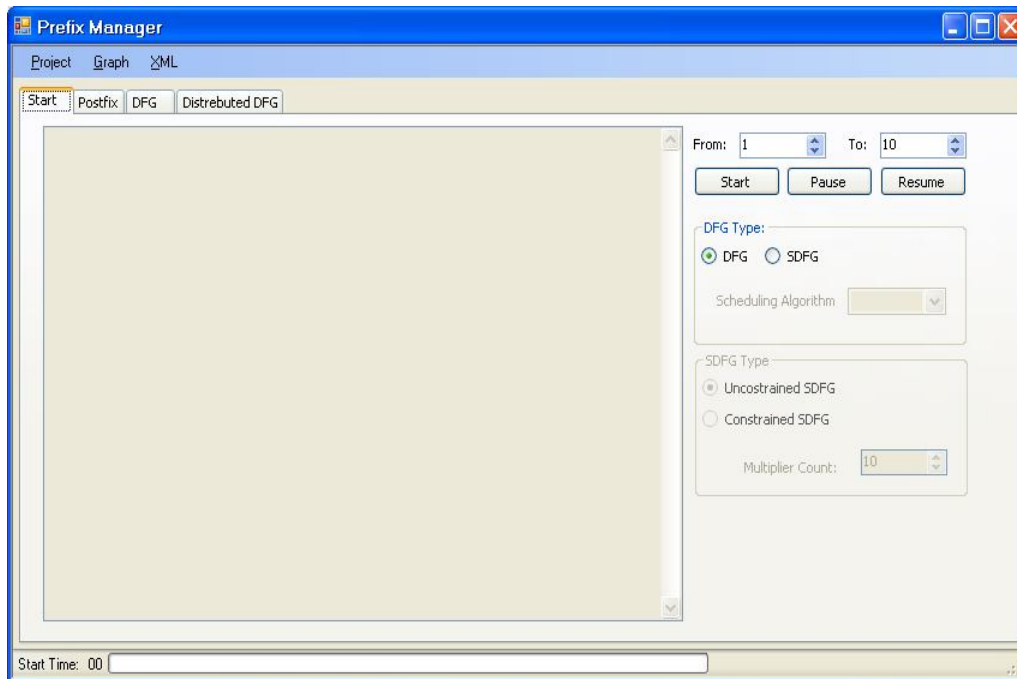 Prefix Manager
Project Graph XML
Start Postfix DFG Distrebuted DFG
From: 1 To: 10
Start Pause Resume
DFG Type:
DFG SDFG
Scheduling Algorithm
SDFG Type
Uncostrained SDFG
Constrained SDFG
Multiplier Count: 10
Start Time: 00